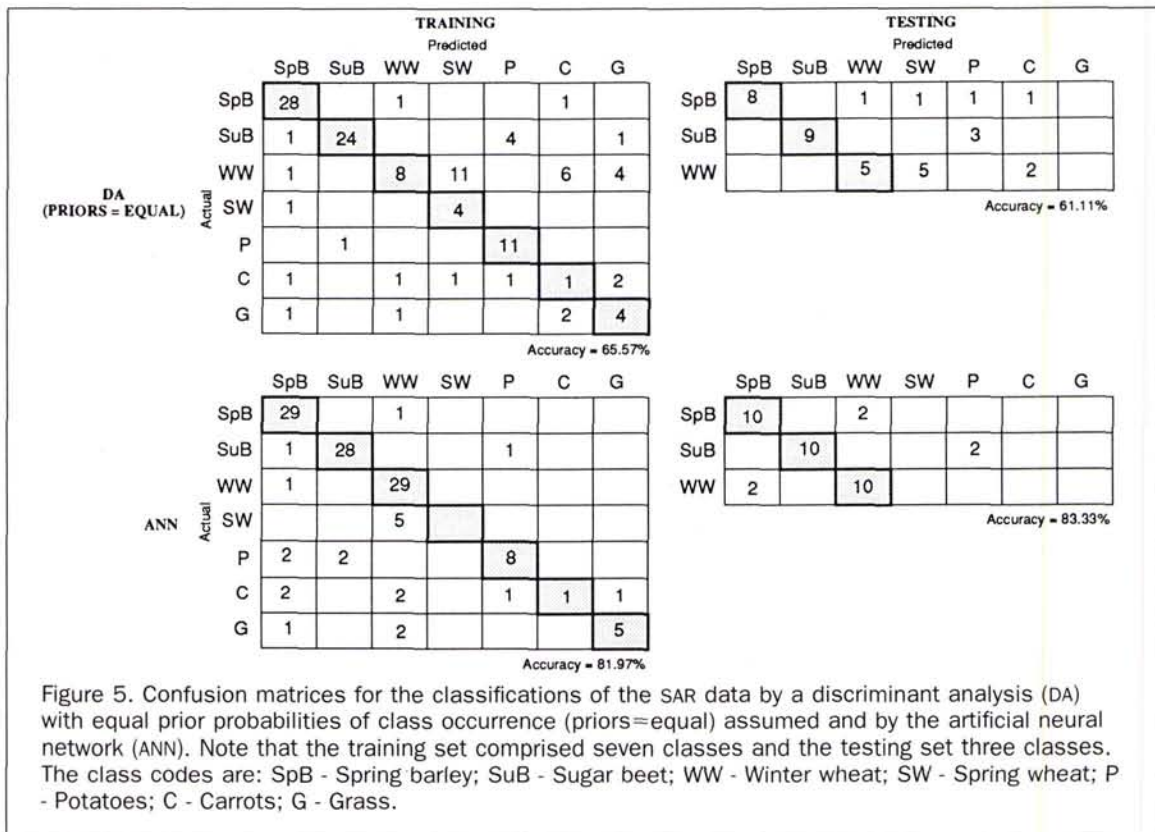 TRAINING
Predicted
SpB SuB WW SW P C G
SpB 28 1 1
SuB 1 24 4 1
WW 1 8 11 6 4
DA
(PRIORS = EQUAL)
Actual
SW 1 4
P 1 11
C 1 1 1 1 1 2
G 1 1 2 4
Accuracy = 65.57%
TESTING
Predicted
SpB SuB WW SW P C G
SpB 8 1 1 1 1
SuB 9 3
WW 5 5 2
Accuracy = 61.11%
SpB SuB WW SW P C G
SpB 29 1
SuB 1 28 1
WW 1 29
ANN
Actual
SW 5
P 2 2 8
C 2 2 1 1 1
G 1 2 5
Accuracy = 81.97%
SpB SuB WW SW P C G
SpB 10 2
SuB 10 2
WW 2 10
Accuracy = 83.33%
Figure 5. Confusion matrices for the classifications of the SAR data by a discriminant analysis (DA)
with equal prior probabilities of class occurrence (priors=equal) assumed and by the artificial neural
network (ANN). Note that the training set comprised seven classes and the testing set three classes.
The class codes are: SpB - Spring barley; SuB - Sugar beet; WW - Winter wheat; SW - Spring wheat; P
- Potatoes; C - Carrots; G - Grass.